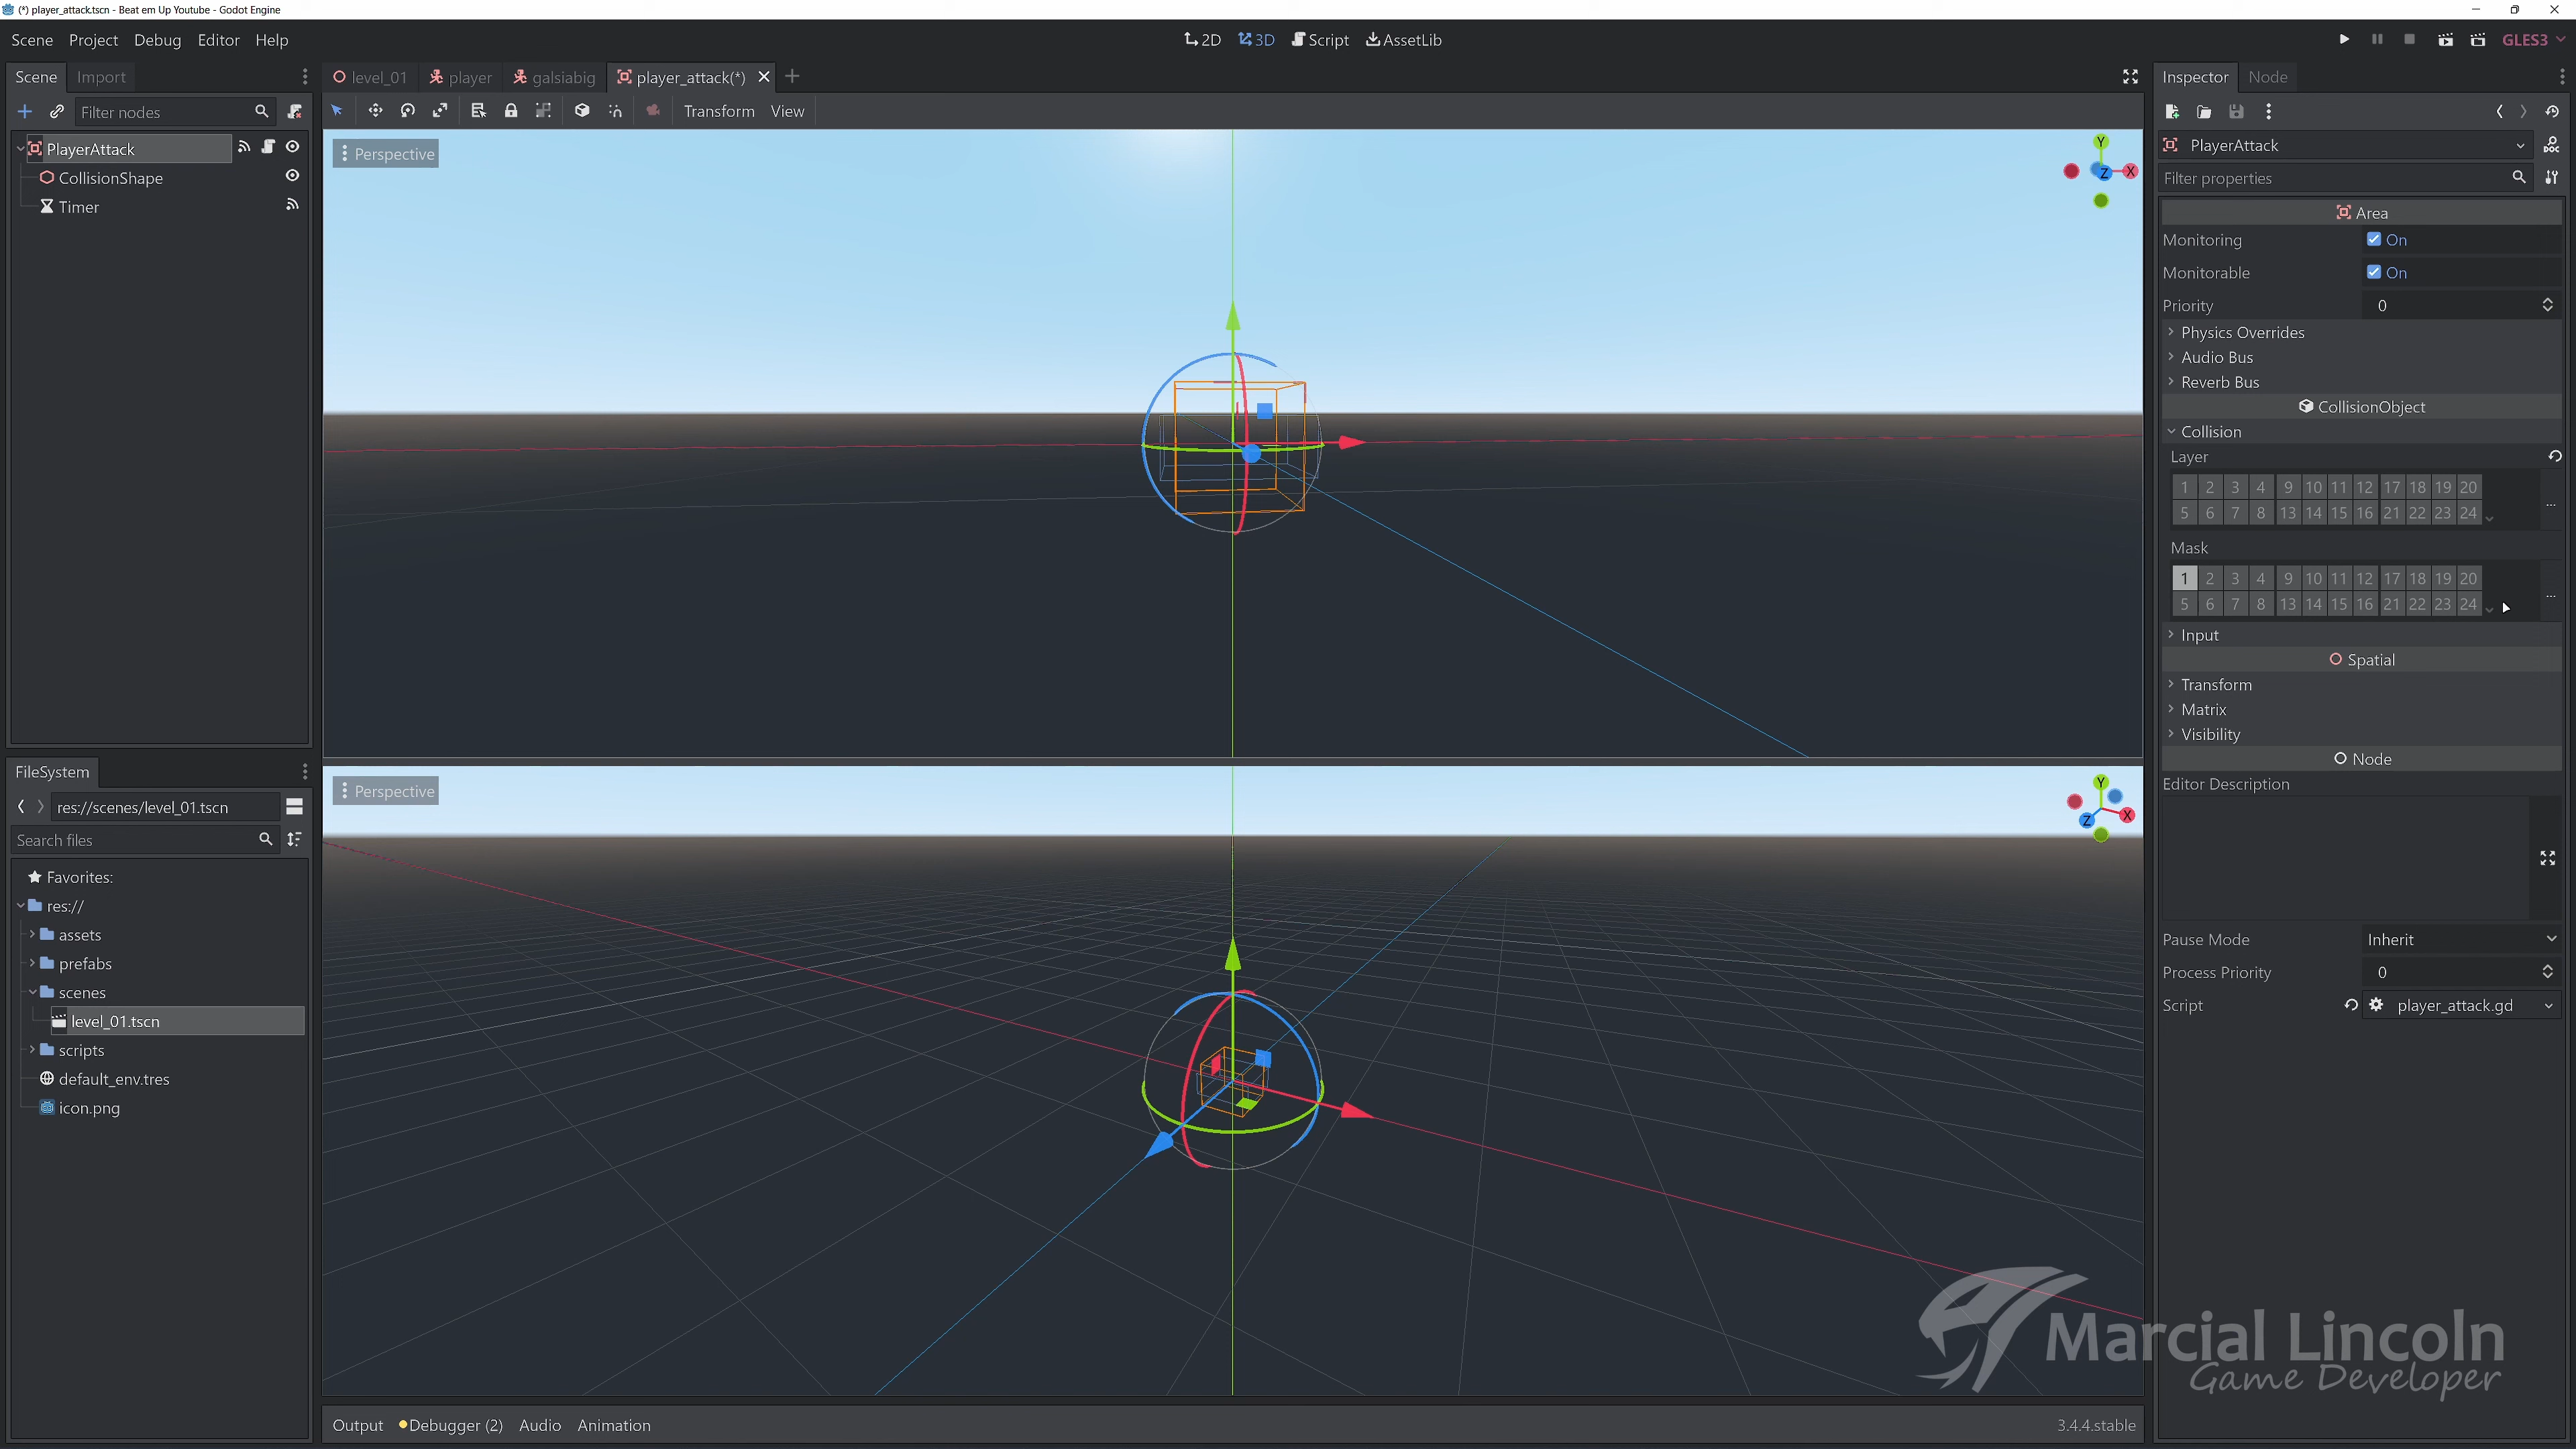 (*) player_attack.tscn - Beat em Up Youtube - Godot Engine
Scene Project Debug Editor Help
2D 3D Script AssetLib
GLES3
Scene Import
level_01 player galsiabig player_attack(*)
Inspector Node
Filter nodes
Transform View
PlayerAttack
CollisionShape
Timer
Perspective
Y
Z X
PlayerAttack
Filter properties
Area
Monitoring On
Monitorable On
Priority 0
Physics Overrides
Audio Bus
Reverb Bus
CollisionObject
Collision
Layer
1 2 3 4 9 10 11 12 17 18 19 20
5 6 7 8 13 14 15 16 21 22 23 24
...
Mask
1 2 3 4 9 10 11 12 17 18 19 20
5 6 7 8 13 14 15 16 21 22 23 24
...
Input
Spatial
Transform
Matrix
Visibility
Node
Editor Description
Pause Mode Inherit
Process Priority 0
Script player_attack.gd
FileSystem
res://scenes/level_01.tscn
Search files
Favorites:
res://
assets
prefabs
scenes
level_01.tscn
scripts
default_env.tres
icon.png
Perspective
Y
Z X
Marcial Lincoln
Game Developer
Output Debugger (2) Audio Animation
3.4.4.stable